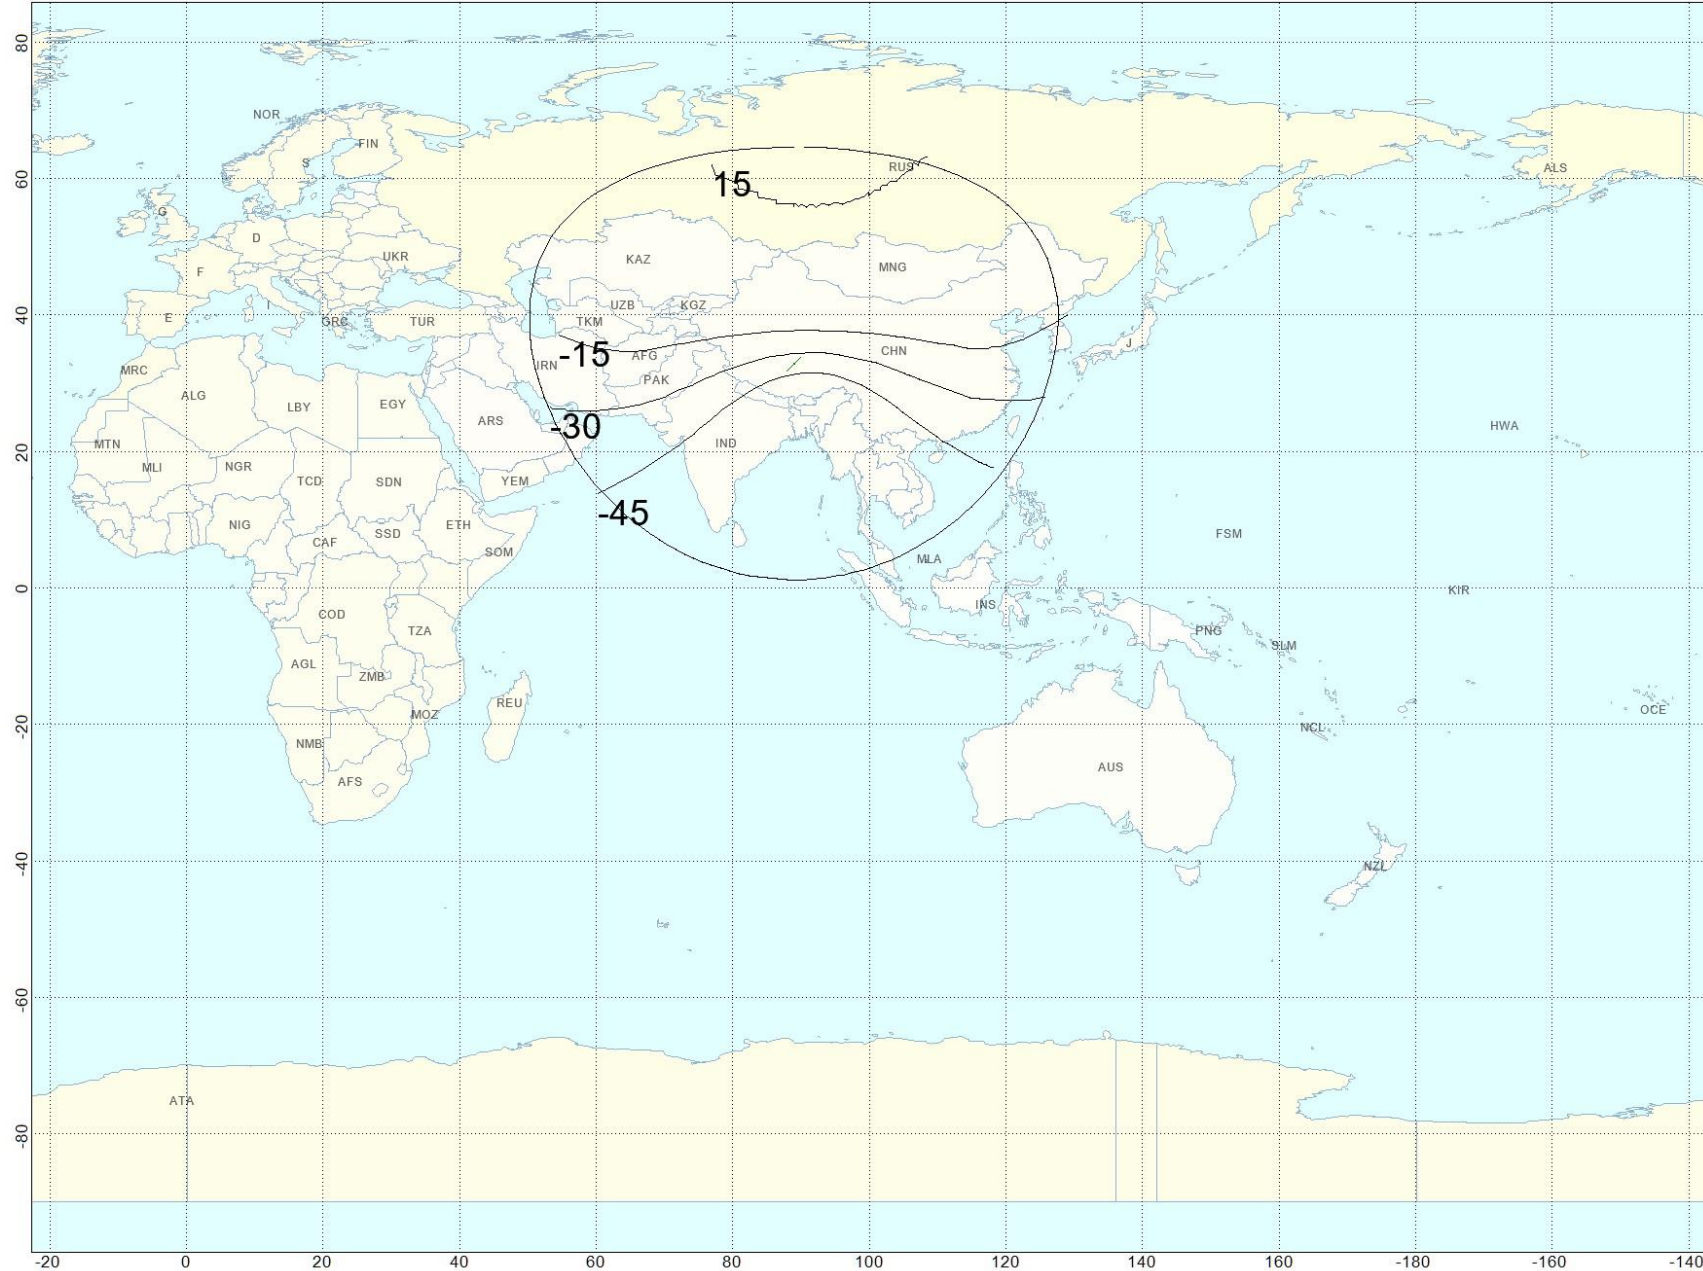 80
NOR
FIN
S
RUS
ALS
60
15
G
D
UKR
KAZ
MNG
F
UZB
KGZ
I
E
40
GRC
TUR
TKM
J
CHN
-15
AFG
IRN
MRC
PAK
ALG
LBY
EGY
ARS
-30
HWA
IND
20
MTN
MLI
NGR
TCD
SDN
YEM
-45
NIG
ETH
SSD
FSM
CAF
SOM
MLA
0
KIR
INS
COD
TZA
PNG
SLM
AGL
ZMB
REU
OCE
MOZ
-20
NCL
NMB
AUS
AFS
-40
NZL
-60
ATA
-80
-20 0 20 40 60 80 100 120 140 160 -180 -160 -140